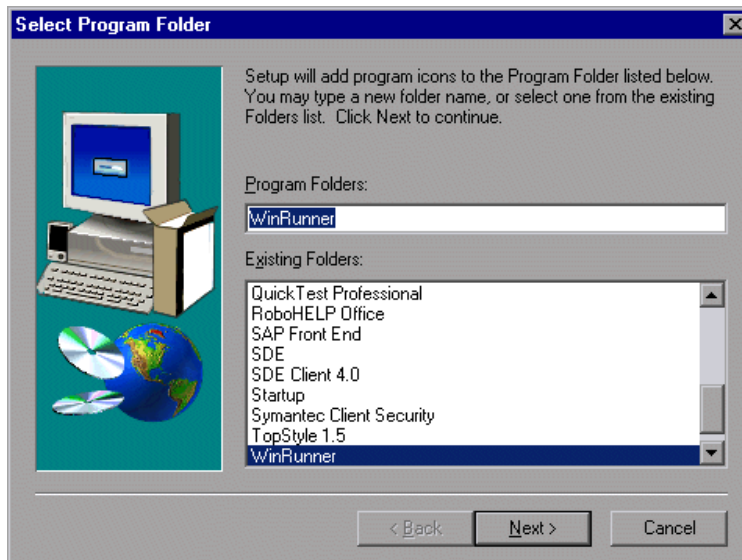 Select Program Folder
Setup will add program icons to the Program Folder listed below.
You may type a new folder name, or select one from the existing
Folders list. Click Next to continue.
Program Folders:
WinRunner
Existing Folders:
QuickTest Professional
RoboHELP Office
SAP Front End
SDE
SDE Client 4.0
Startup
Symantec Client Security
TopStyle 1.5
WinRunner
< Back
Next >
Cancel